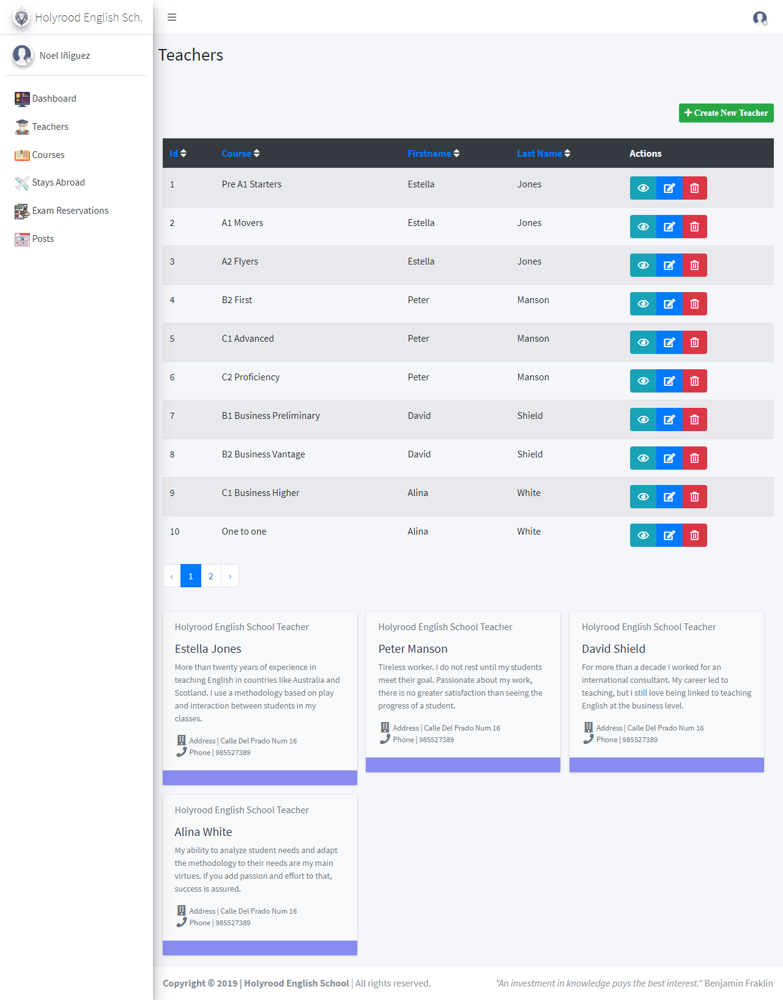 Holyrood English Sch.
Noel Iñiguez
Dashboard
Teachers
Courses
Stays Abroad
Exam Reservations
Posts
Teachers
Create New Teacher
Id Course Firstname Last Name Actions
1 Pre A1 Starters Estella Jones
2 A1 Movers Estella Jones
3 A2 Flyers Estella Jones
4 B2 First Peter Manson
5 C1 Advanced Peter Manson
6 C2 Proficiency Peter Manson
7 B1 Business Preliminary David Shield
8 B2 Business Vantage David Shield
9 C1 Business Higher Alina White
10 One to one Alina White
‹ 1 2 ›
Holyrood English School Teacher
Estella Jones
More than twenty years of experience in
teaching English in countries like Australia and
Scotland. I use a methodology based on play
and interaction between students in my
classes.
Address | Calle Del Prado Num 16
Phone | 985527389
Holyrood English School Teacher
Peter Manson
Tireless worker. I do not rest until my students
meet their goal. Passionate about my work,
there is no greater satisfaction than seeing the
progress of a student.
Address | Calle Del Prado Num 16
Phone | 985527389
Holyrood English School Teacher
David Shield
For more than a decade I worked for an
international consultant. My career led to
teaching, but I still love being linked to teaching
English at the business level.
Address | Calle Del Prado Num 16
Phone | 985527389
Holyrood English School Teacher
Alina White
My ability to analyze student needs and adapt
the methodology to their needs are my main
virtues. If you add passion and effort to that,
success is assured.
Address | Calle Del Prado Num 16
Phone | 985527389
Copyright © 2019 | Holyrood English School | All rights reserved.
"An investment in knowledge pays the best interest." Benjamin Fraklin